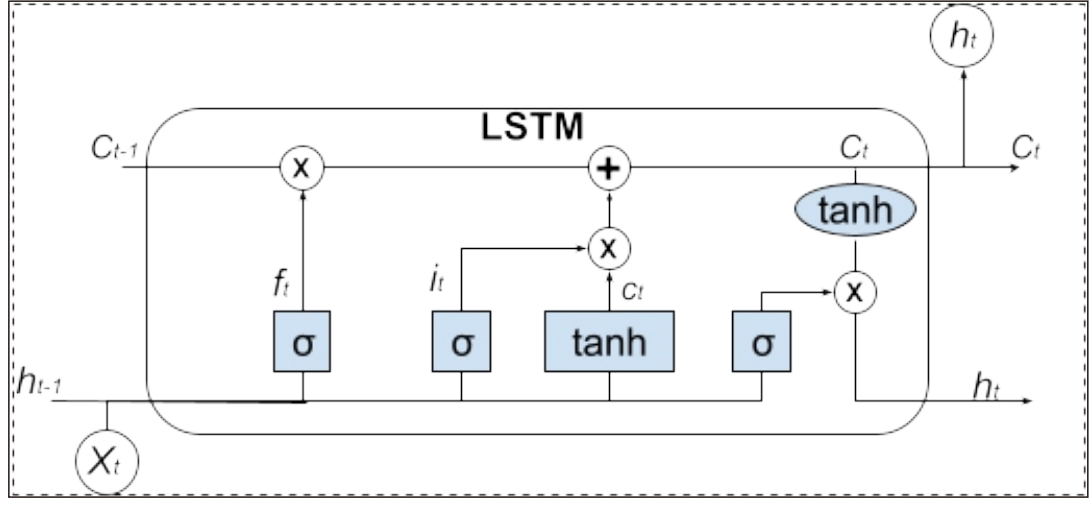 hₜ
LSTM
Cₜ₋₁
x
+
Cₜ
Cₜ
tanh
x
fₜ
iₜ
Cₜ
x
σ
σ
tanh
σ
hₜ₋₁
hₜ
Xₜ